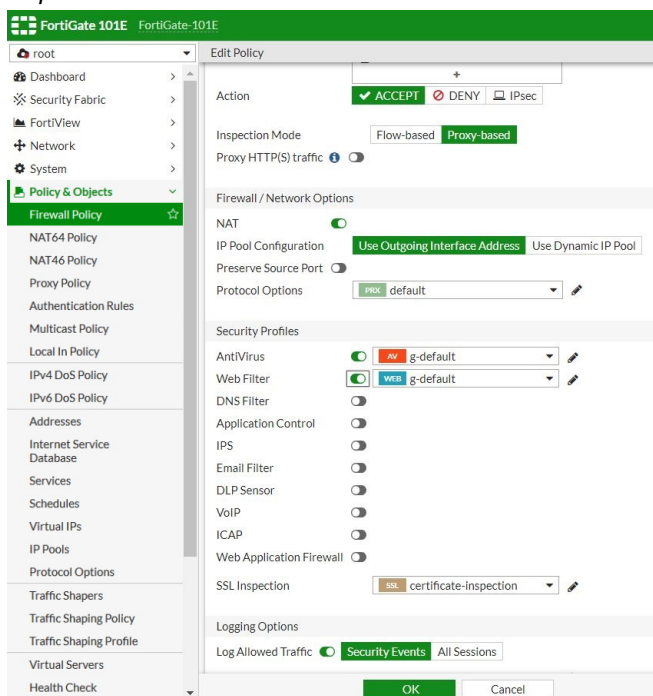 FortiGate 101E FortiGate-101E
root
Edit Policy
Dashboard
Security Fabric
FortiView
Network
System
Policy & Objects
Firewall Policy
NAT64 Policy
NAT46 Policy
Proxy Policy
Authentication Rules
Multicast Policy
Local In Policy
IPv4 DoS Policy
IPv6 DoS Policy
Addresses
Internet Service
Database
Services
Schedules
Virtual IPs
IP Pools
Protocol Options
Traffic Shapers
Traffic Shaping Policy
Traffic Shaping Profile
Virtual Servers
Health Check
+
Action ACCEPT DENY IPsec
Inspection Mode Flow-based Proxy-based
Proxy HTTP(S) traffic
Firewall / Network Options
NAT
IP Pool Configuration Use Outgoing Interface Address Use Dynamic IP Pool
Preserve Source Port
Protocol Options PRX default
Security Profiles
AntiVirus AV g-default
Web Filter WEB g-default
DNS Filter
Application Control
IPS
Email Filter
DLP Sensor
VoIP
ICAP
Web Application Firewall
SSL Inspection SSL certificate-inspection
Logging Options
Log Allowed Traffic Security Events All Sessions
OK Cancel